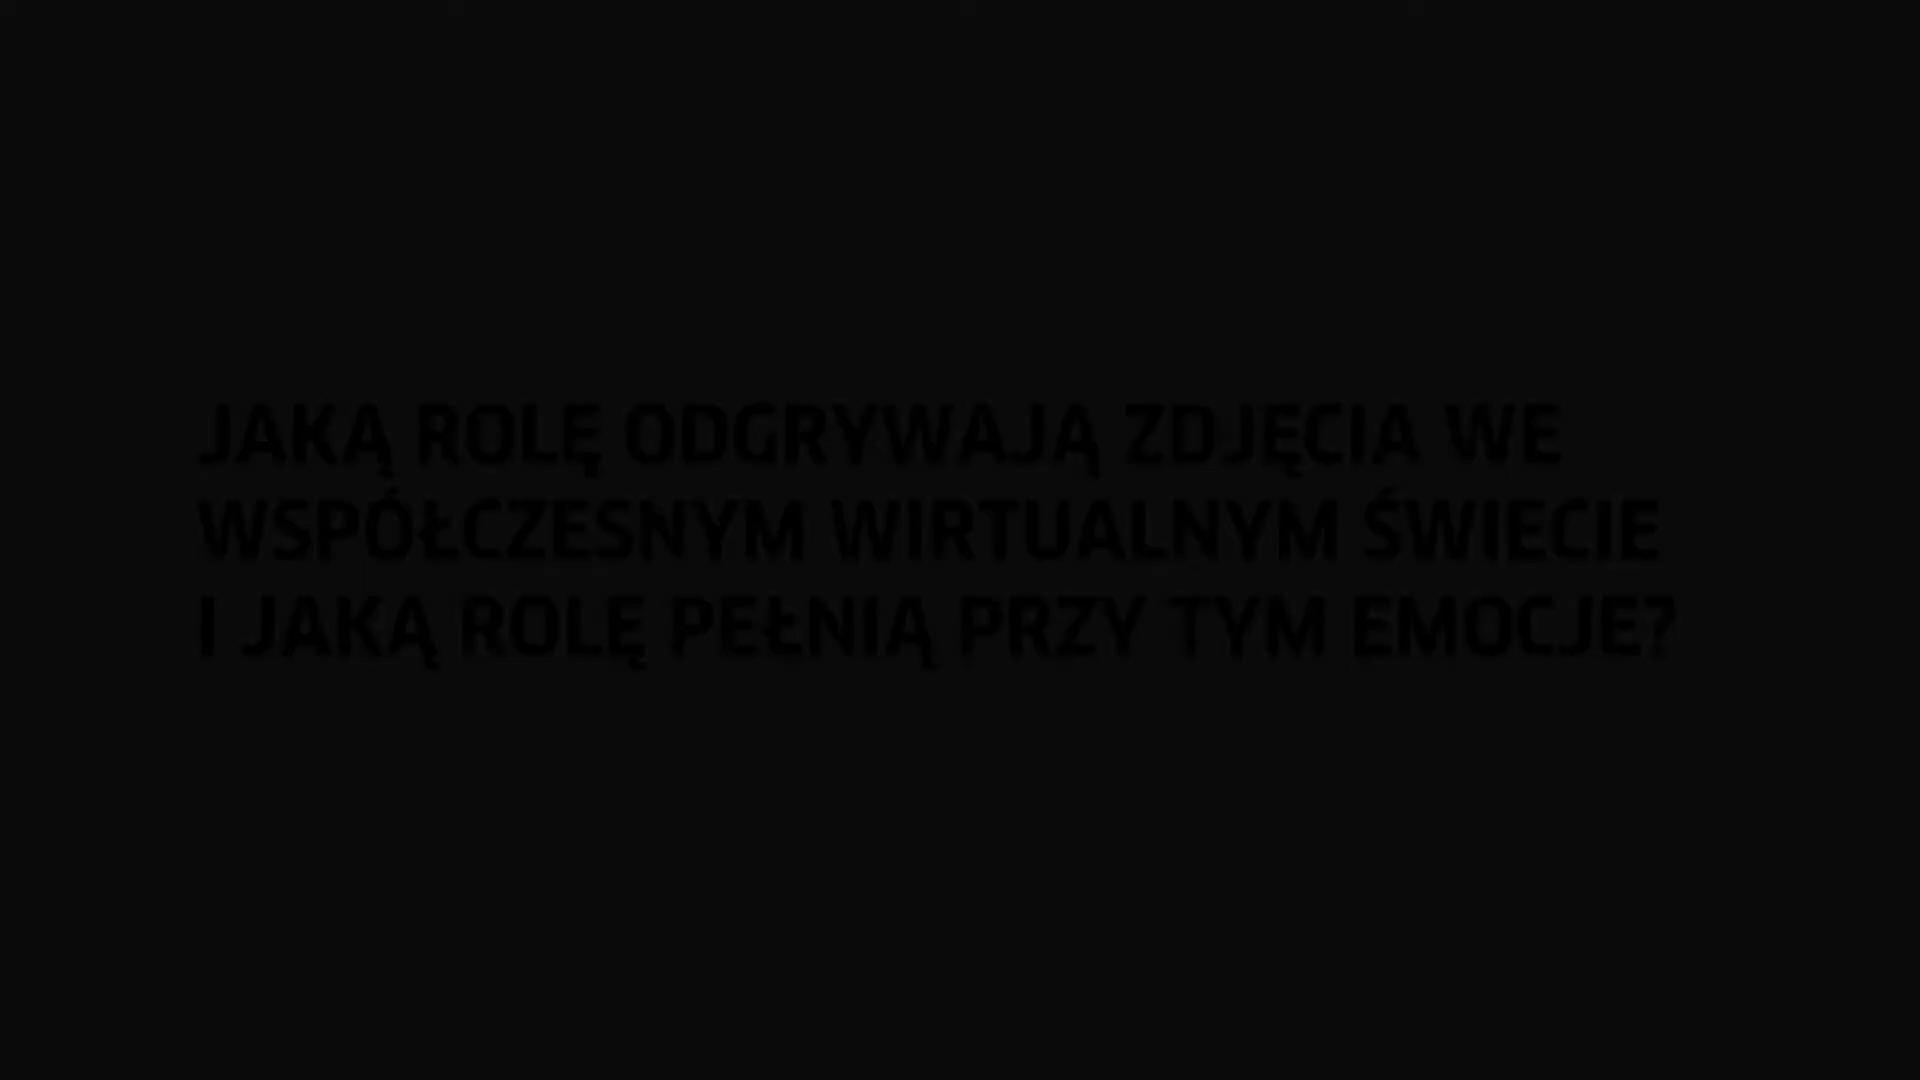 JAKĄ ROLĘ ODGRYWAJĄ ZDJĘCIA WE
WSPÓŁCZESNYM WIRTUALNYM ŚWIECIE
I JAKĄ ROLĘ PEŁNIĄ PRZY TYM EMOCJE?